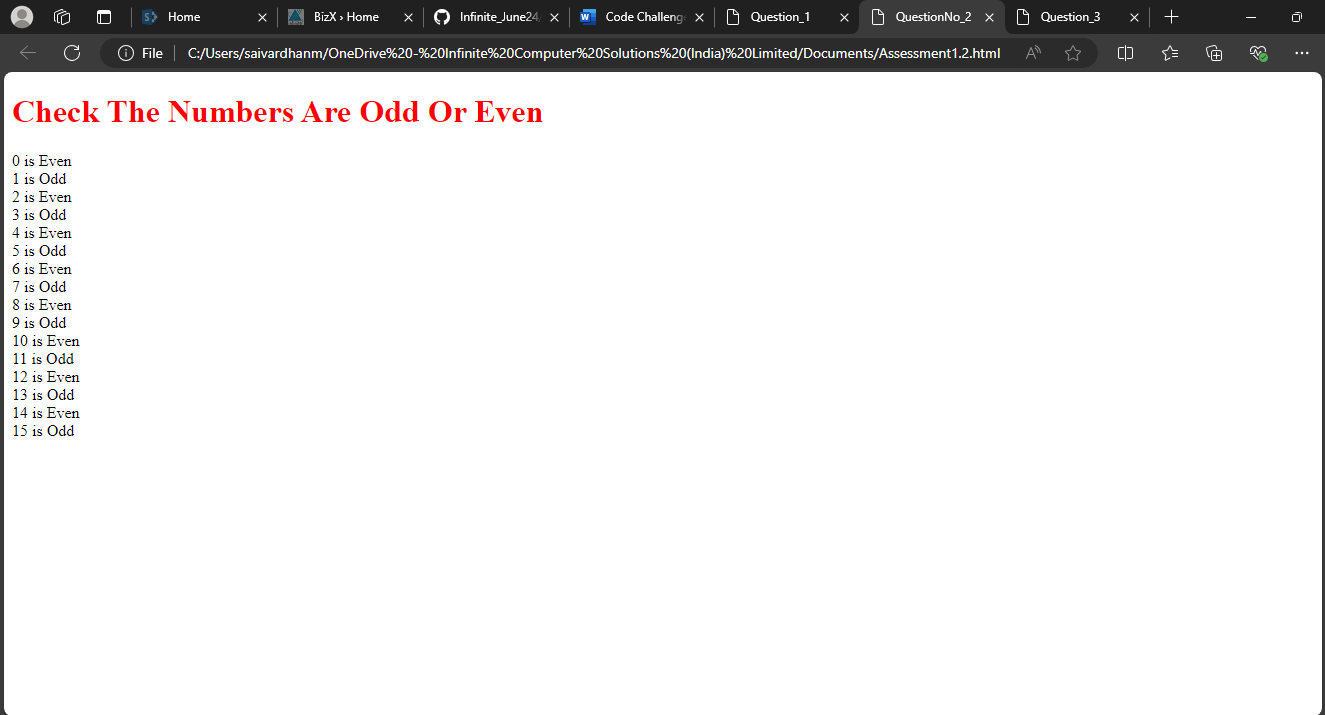 Home
BizX › Home
Infinite_June24
Code Challeng
Question_1
QuestionNo_2
Question_3
File
C:/Users/saivardhanm/OneDrive%20-%20Infinite%20Computer%20Solutions%20(India)%20Limited/Documents/Assessment1.2.html
Check The Numbers Are Odd Or Even
0 is Even
1 is Odd
2 is Even
3 is Odd
4 is Even
5 is Odd
6 is Even
7 is Odd
8 is Even
9 is Odd
10 is Even
11 is Odd
12 is Even
13 is Odd
14 is Even
15 is Odd